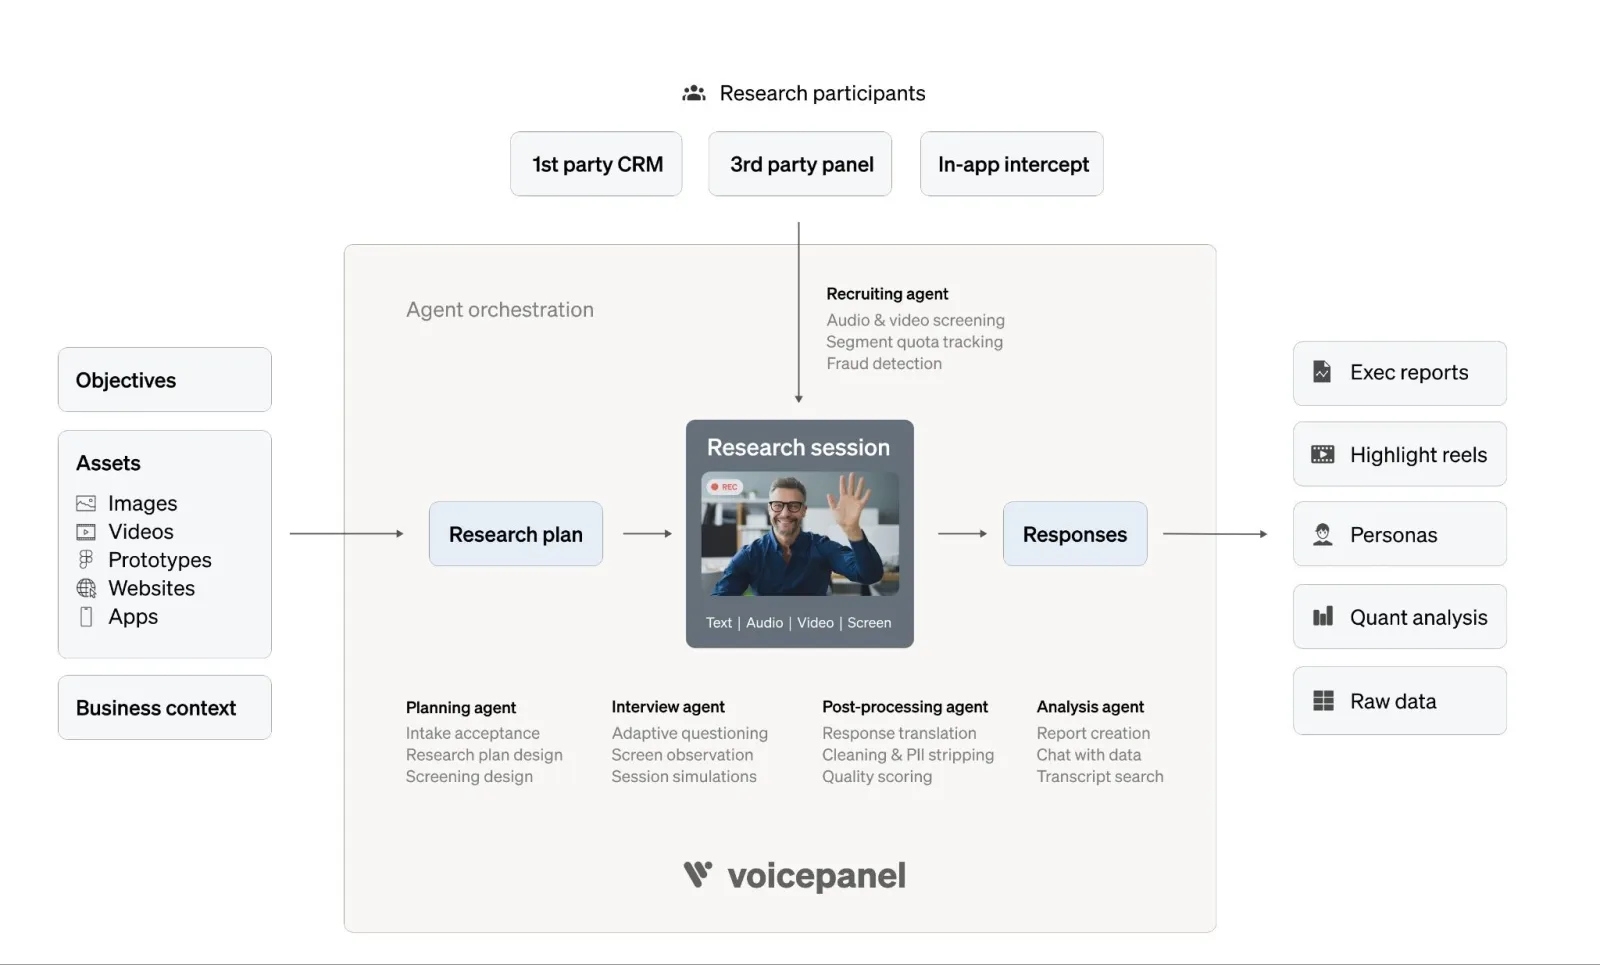 Research participants
1st party CRM
3rd party panel
In-app intercept
Agent orchestration
Recruiting agent
Audio & video screening
Segment quota tracking
Fraud detection
Objectives
Assets
Images
Videos
Prototypes
Websites
Apps
Business context
Research plan
Research session
REC
Text | Audio | Video | Screen
Responses
Exec reports
Highlight reels
Personas
Quant analysis
Raw data
Planning agent
Intake acceptance
Research plan design
Screening design
Interview agent
Adaptive questioning
Screen observation
Session simulations
Post-processing agent
Response translation
Cleaning & PII stripping
Quality scoring
Analysis agent
Report creation
Chat with data
Transcript search
voicepanel